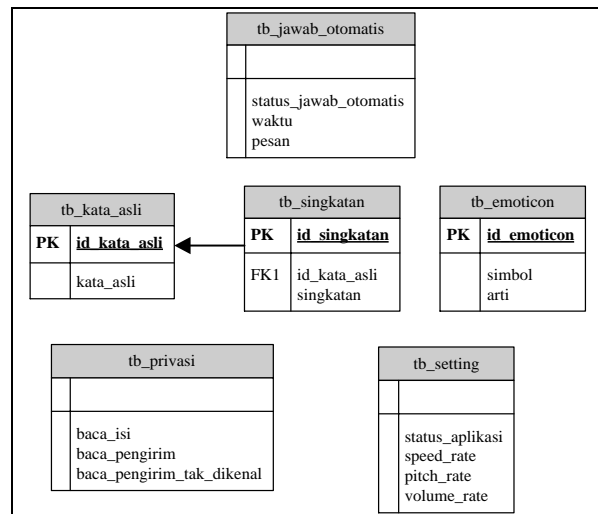 tb_jawab_otomatis
status_jawab_otomatis
waktu
pesan
tb_kata_asli
PK id_kata_asli
kata_asli
tb_singkatan
PK id_singkatan
FK1 id_kata_asli
singkatan
tb_emoticon
PK id_emoticon
simbol
arti
tb_privasi
baca_isi
baca_pengirim
baca_pengirim_tak_dikenal
tb_setting
status_aplikasi
speed_rate
pitch_rate
volume_rate